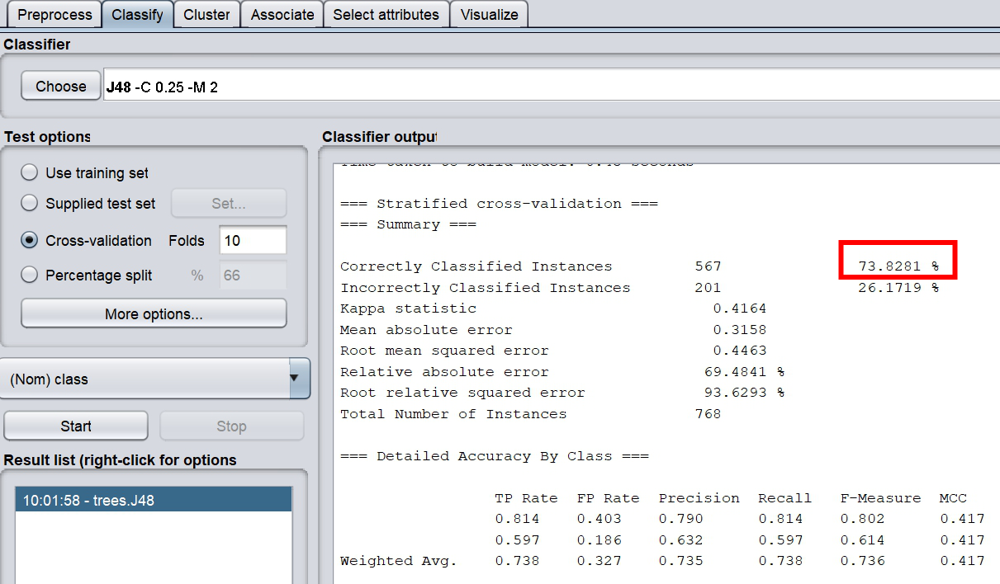 Preprocess Classify Cluster Associate Select attributes Visualize
Classifier
Choose J48 -C 0.25 -M 2
Test options
Use training set
Supplied test set Set...
Cross-validation Folds 10
Percentage split % 66
More options...
(Nom) class
Start Stop
Result list (right-click for options
10:01:58 - trees.J48
Classifier output
=== Stratified cross-validation ===
=== Summary ===
Correctly Classified Instances 567 73.8281 %
Incorrectly Classified Instances 201 26.1719 %
Kappa statistic 0.4164
Mean absolute error 0.3158
Root mean squared error 0.4463
Relative absolute error 69.4841 %
Root relative squared error 93.6293 %
Total Number of Instances 768
=== Detailed Accuracy By Class ===
TP Rate FP Rate Precision Recall F-Measure MCC
0.814 0.403 0.790 0.814 0.802 0.417
0.597 0.186 0.632 0.597 0.614 0.417
Weighted Avg. 0.738 0.327 0.735 0.738 0.736 0.417